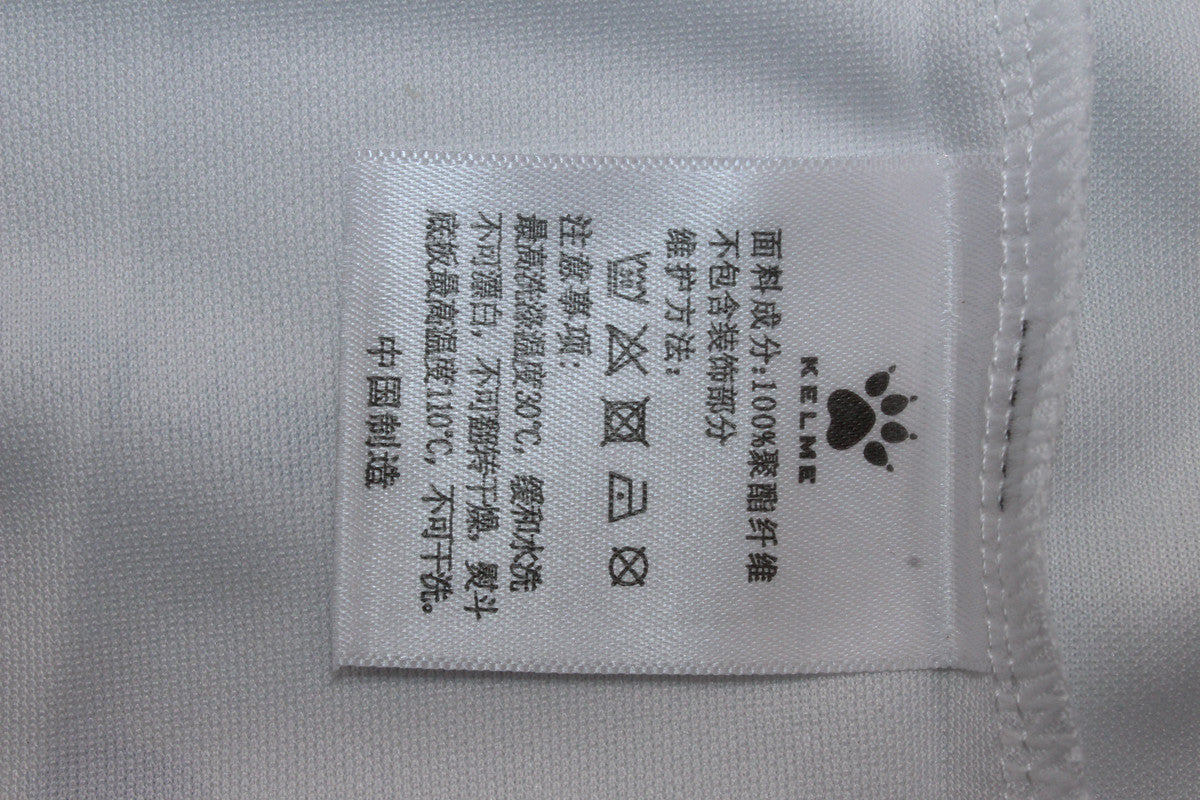 KELME
面料成分:100%聚酯纤维
不包含装饰部分
维护方法:
注意事项:
最高洗涤温度30℃, 缓和水洗
不可漂白, 不可翻转干燥, 熨斗
底板最高温度110℃, 不可干洗。
中国制造